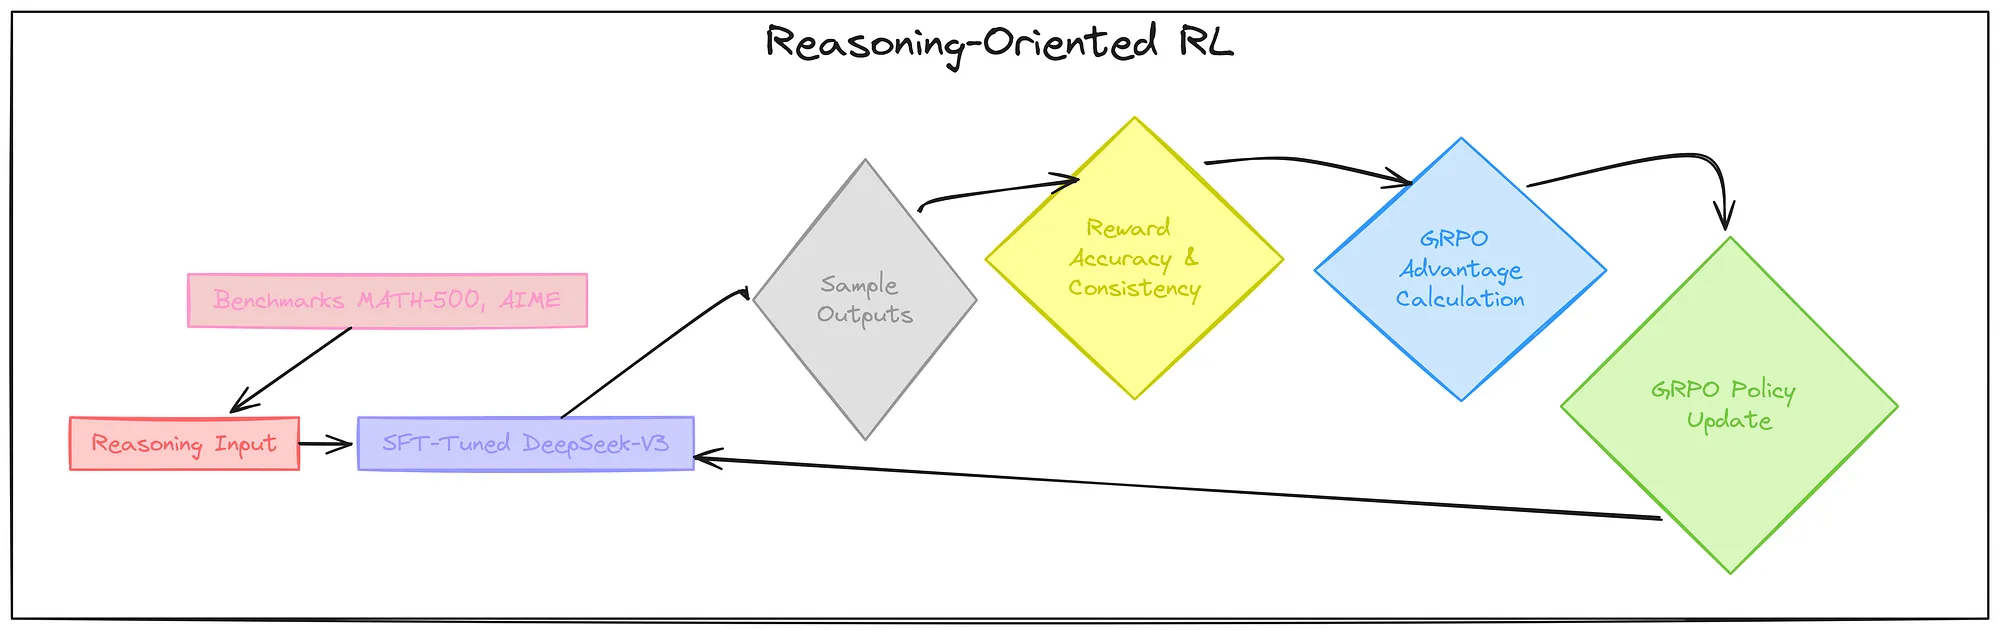 Reasoning-Oriented RL
Benchmarks MATH-500, AIME
Reasoning Input
SFT-Tuned DeepSeek-V3
Sample
Outputs
Reward
Accuracy &
Consistency
GRPO
Advantage
Calculation
GRPO Policy
Update